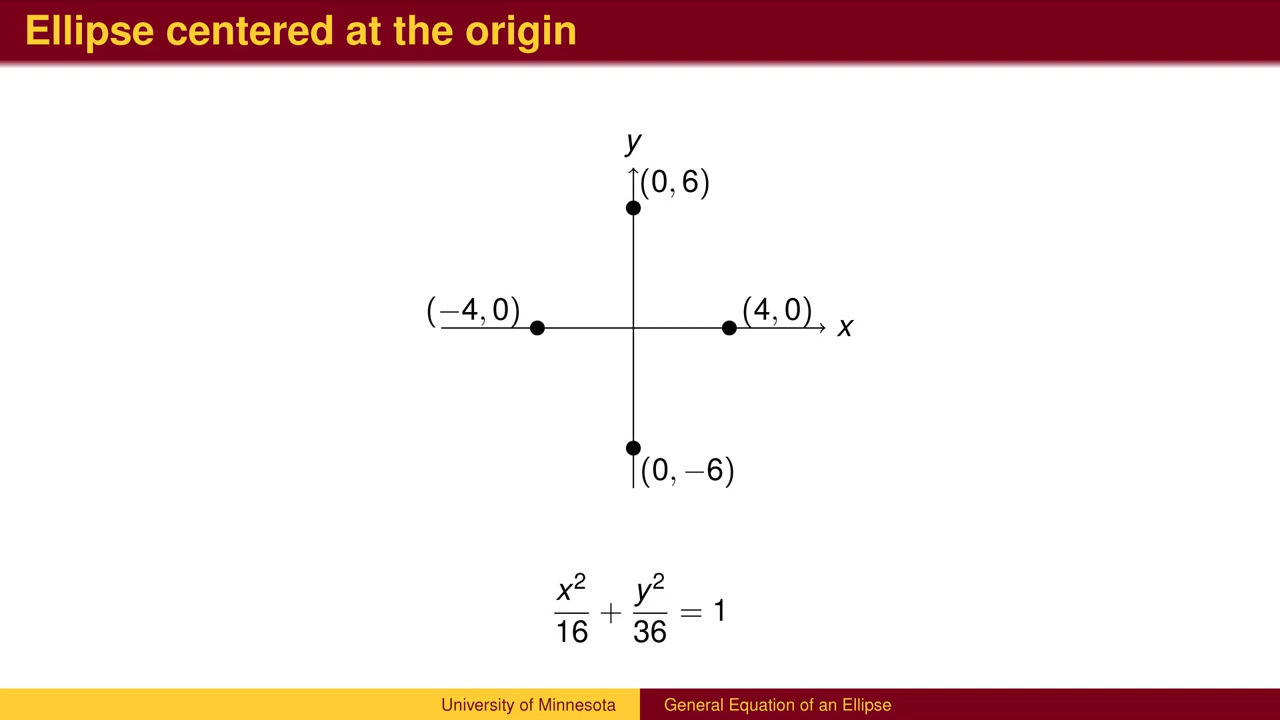 Ellipse centered at the origin
y
(0, 6)
(−4, 0)
(4, 0)
x
(0, −6)
x²/16 + y²/36 = 1
University of Minnesota
General Equation of an Ellipse